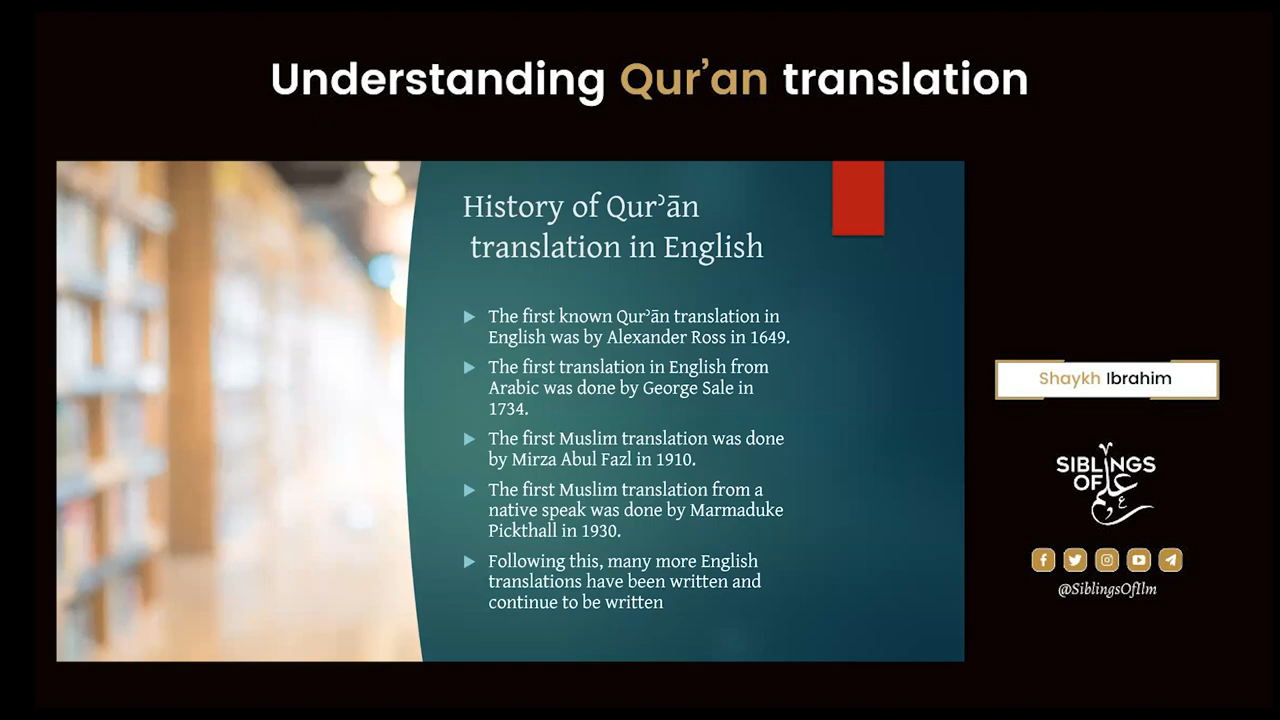 Understanding Qur’an translation
History of Qurʾān
translation in English
The first known Qurʾān translation in
English was by Alexander Ross in 1649.
The first translation in English from
Arabic was done by George Sale in
1734.
The first Muslim translation was done
by Mirza Abul Fazl in 1910.
The first Muslim translation from a
native speak was done by Marmaduke
Pickthall in 1930.
Following this, many more English
translations have been written and
continue to be written
Shaykh Ibrahim
SIBLINGS
OF علم
@SiblingsOfIlm